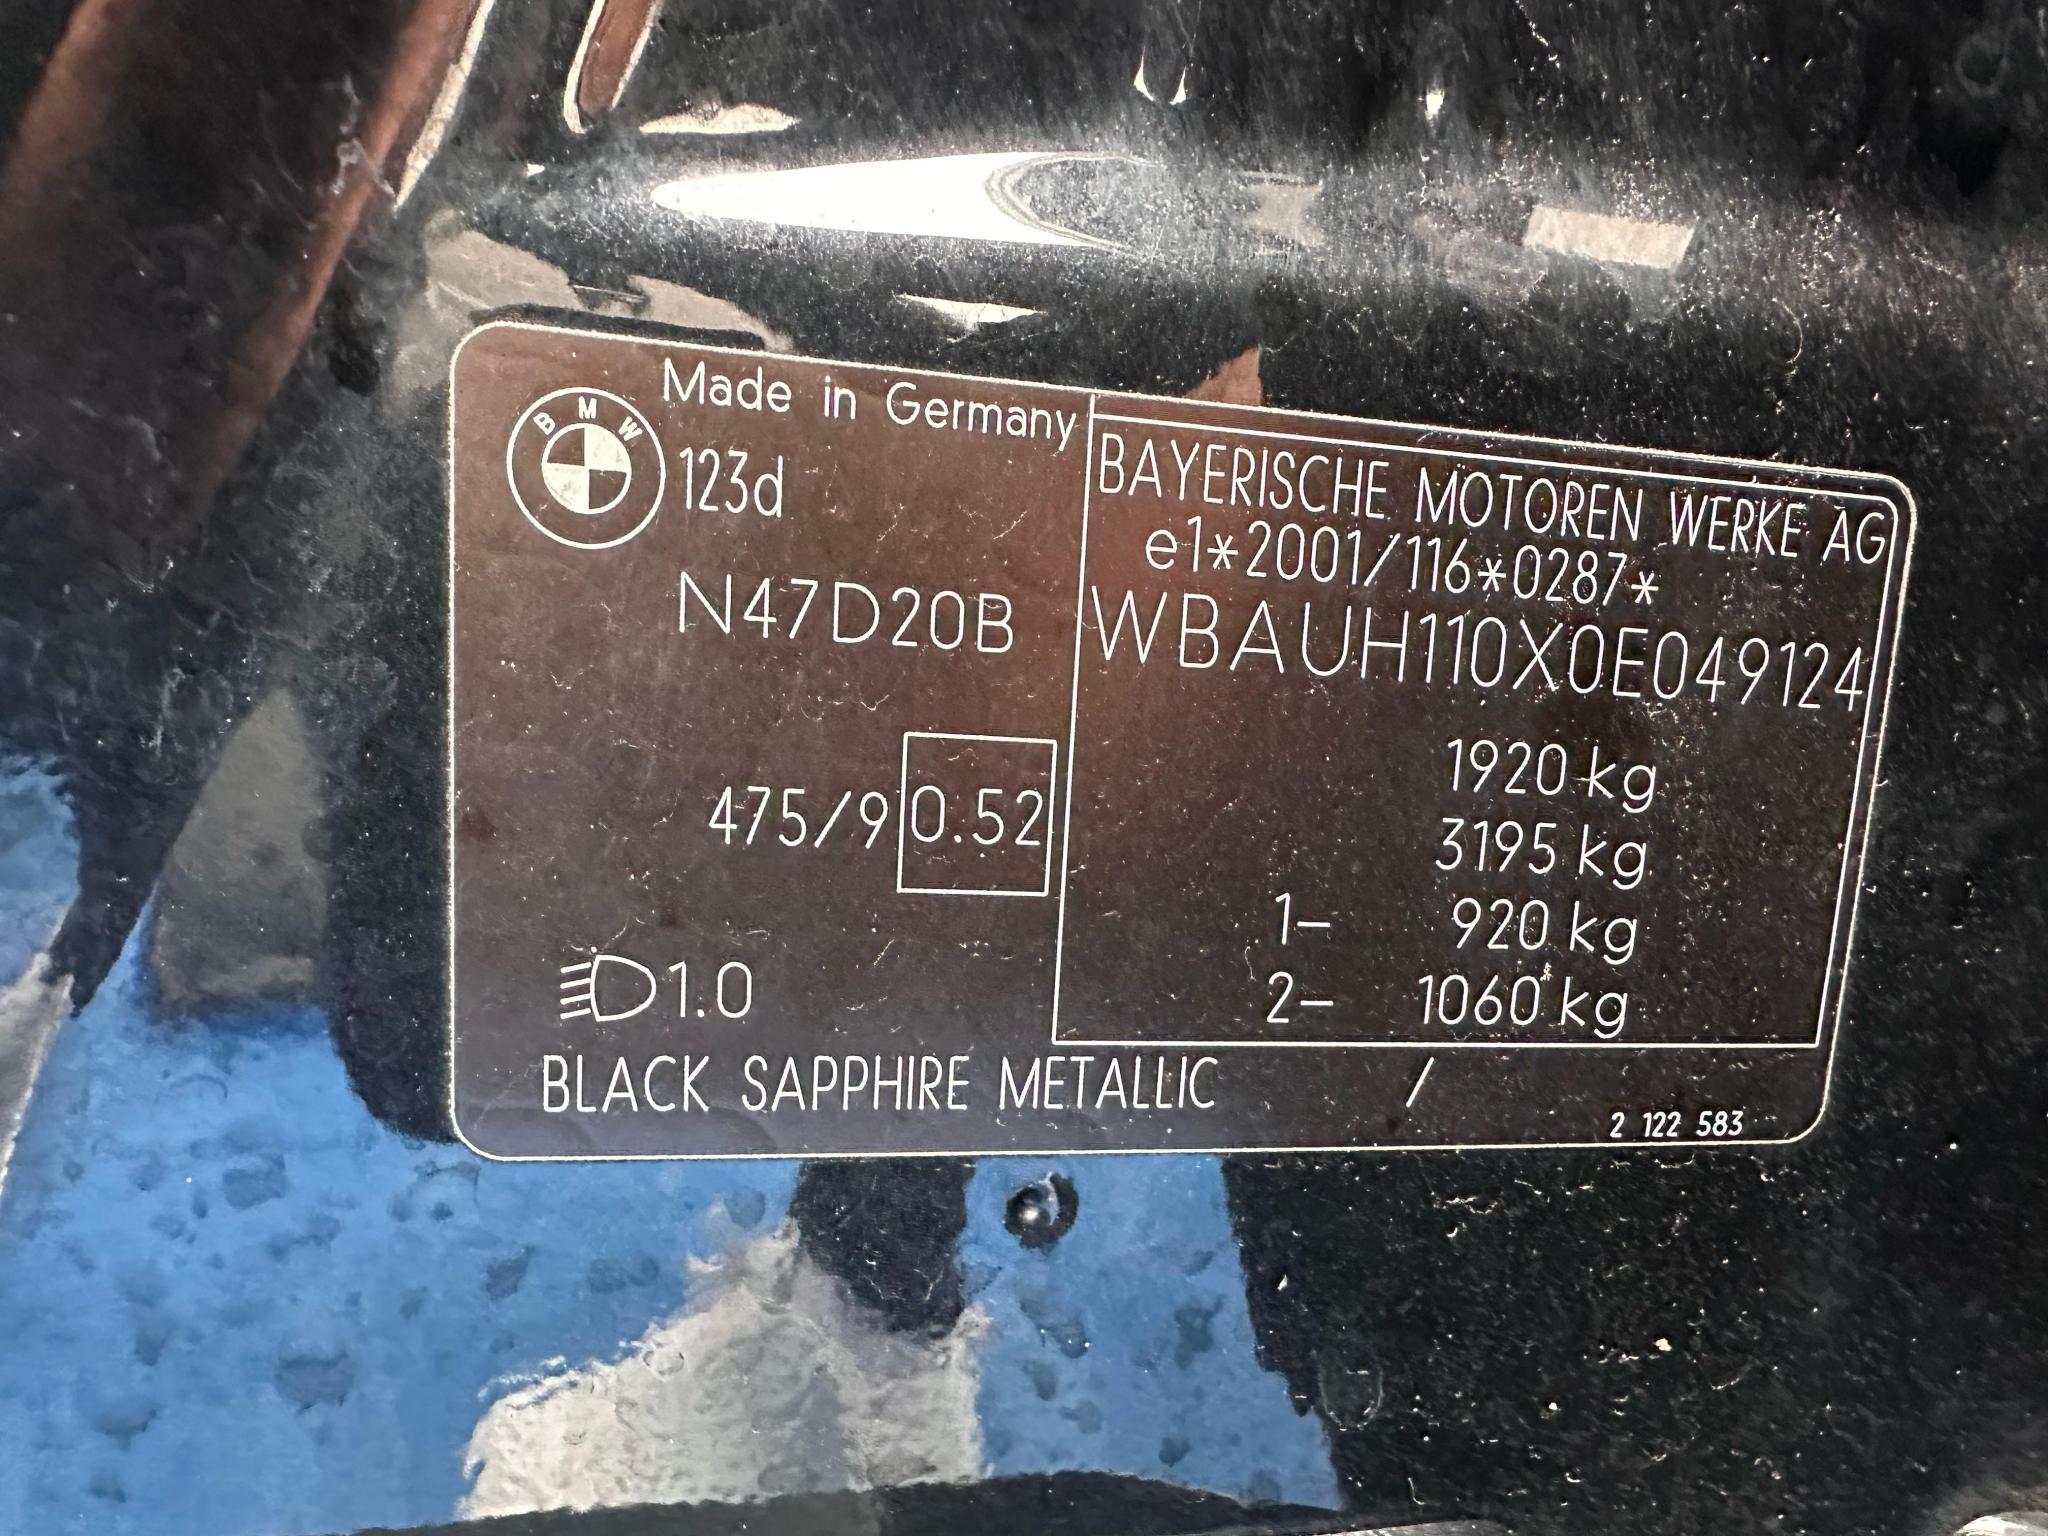 Made in Germany
BMW
123d
N47D20B
475/9 0.52
1.0
BAYERISCHE MOTOREN WERKE AG
e1*2001/116*0287*
WBAUH110X0E049124
1920 kg
3195 kg
1- 920 kg
2- 1060 kg
BLACK SAPPHIRE METALLIC /
2 122 583